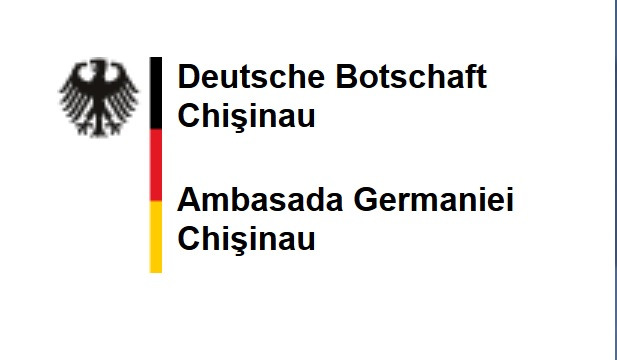 Deutsche Botschaft
Chişinau
Ambasada Germaniei
Chişinau